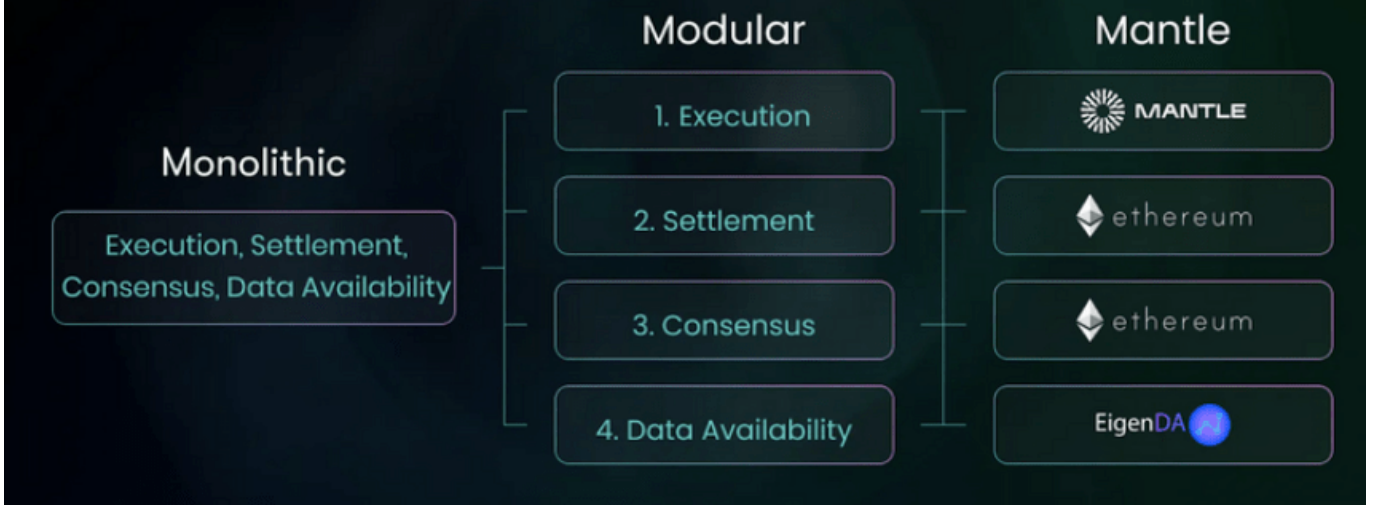 Monolithic
Execution, Settlement,
Consensus, Data Availability
Modular
1. Execution
2. Settlement
3. Consensus
4. Data Availability
Mantle
MANTLE
ethereum
ethereum
EigenDA